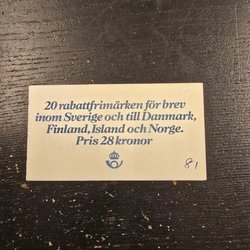 20 rabattfrimärken för brev
inom Sverige och till Danmark,
Finland, Island och Norge.
Pris 28 kronor
81